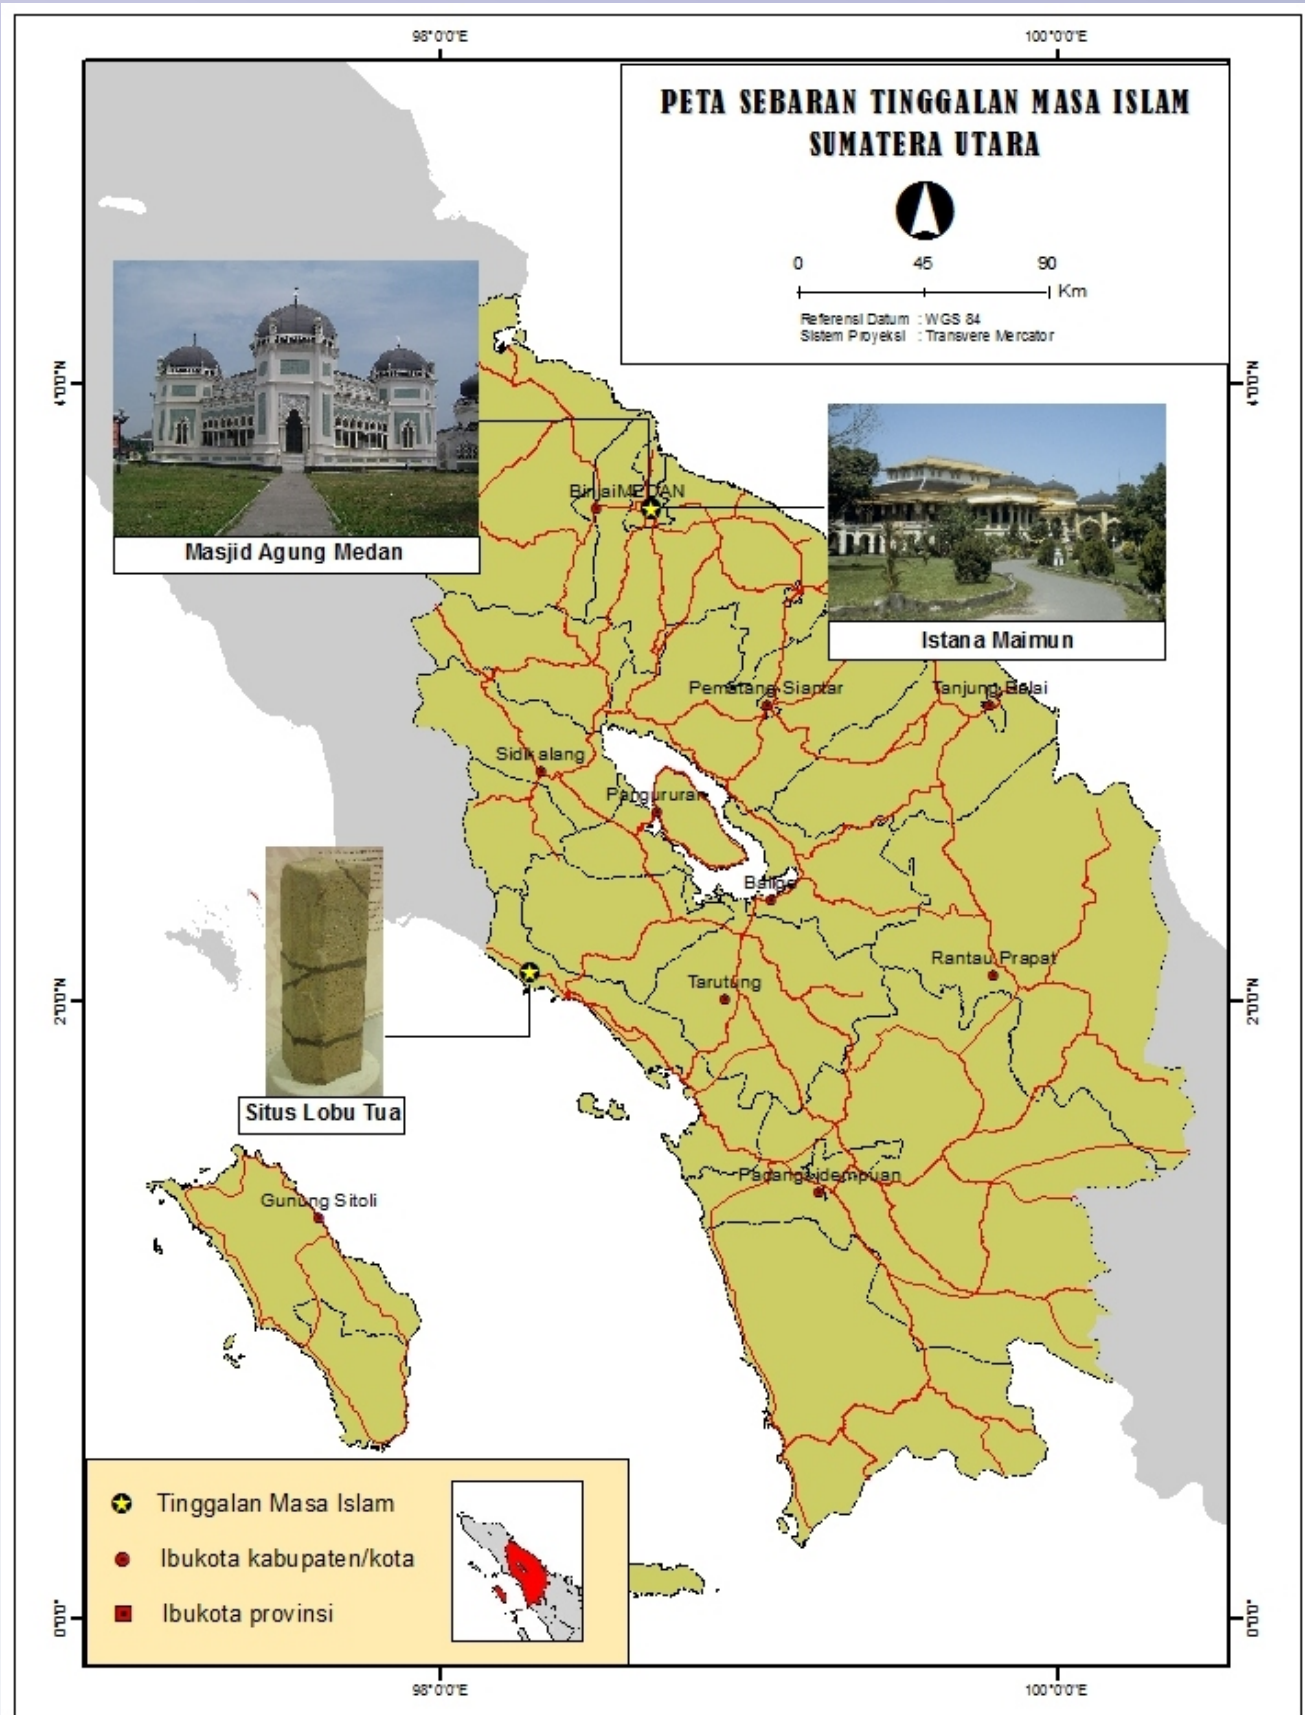 98°0'0"E
100°0'0"E
PETA SEBARAN TINGGALAN MASA ISLAM
SUMATERA UTARA
0 45 90
Km
Referensi Datum : WGS 84
Sistem Proyeksi : Transvere Mercator
4°0'0"N
4°0'0"N
Masjid Agung Medan
Binjai
MEDAN
Istana Maimun
Pematang Siantar
Tanjung Balai
Sidikalang
Pangururan
Balige
Rantau Prapat
Tarutung
2°0'0"N
2°0'0"N
Situs Lobu Tua
Padang Sidempuan
Gunung Sitoli
Tinggalan Masa Islam
Ibukota kabupaten/kota
Ibukota provinsi
0°0'0"
0°0'0"
98°0'0"E
100°0'0"E